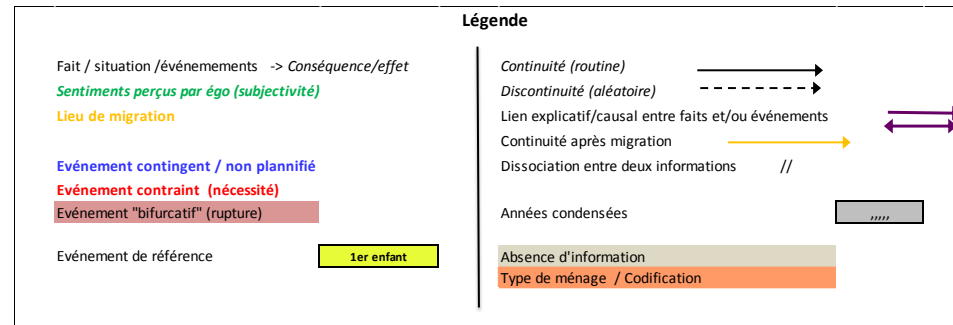 Légende
Fait / situation /événemements -> Conséquence/effet
Sentiments perçus par égo (subjectivité)
Lieu de migration
Evénement contingent / non plannifié
Evénement contraint (nécessité)
Evénement "bifurcatif" (rupture)
Evénement de référence 1er enfant
Continuité (routine)
Discontinuité (aléatoire)
Lien explicatif/causal entre faits et/ou événements
Continuité après migration
Dissociation entre deux informations //
Années condensées ,,,,,
Absence d'information
Type de ménage / Codification